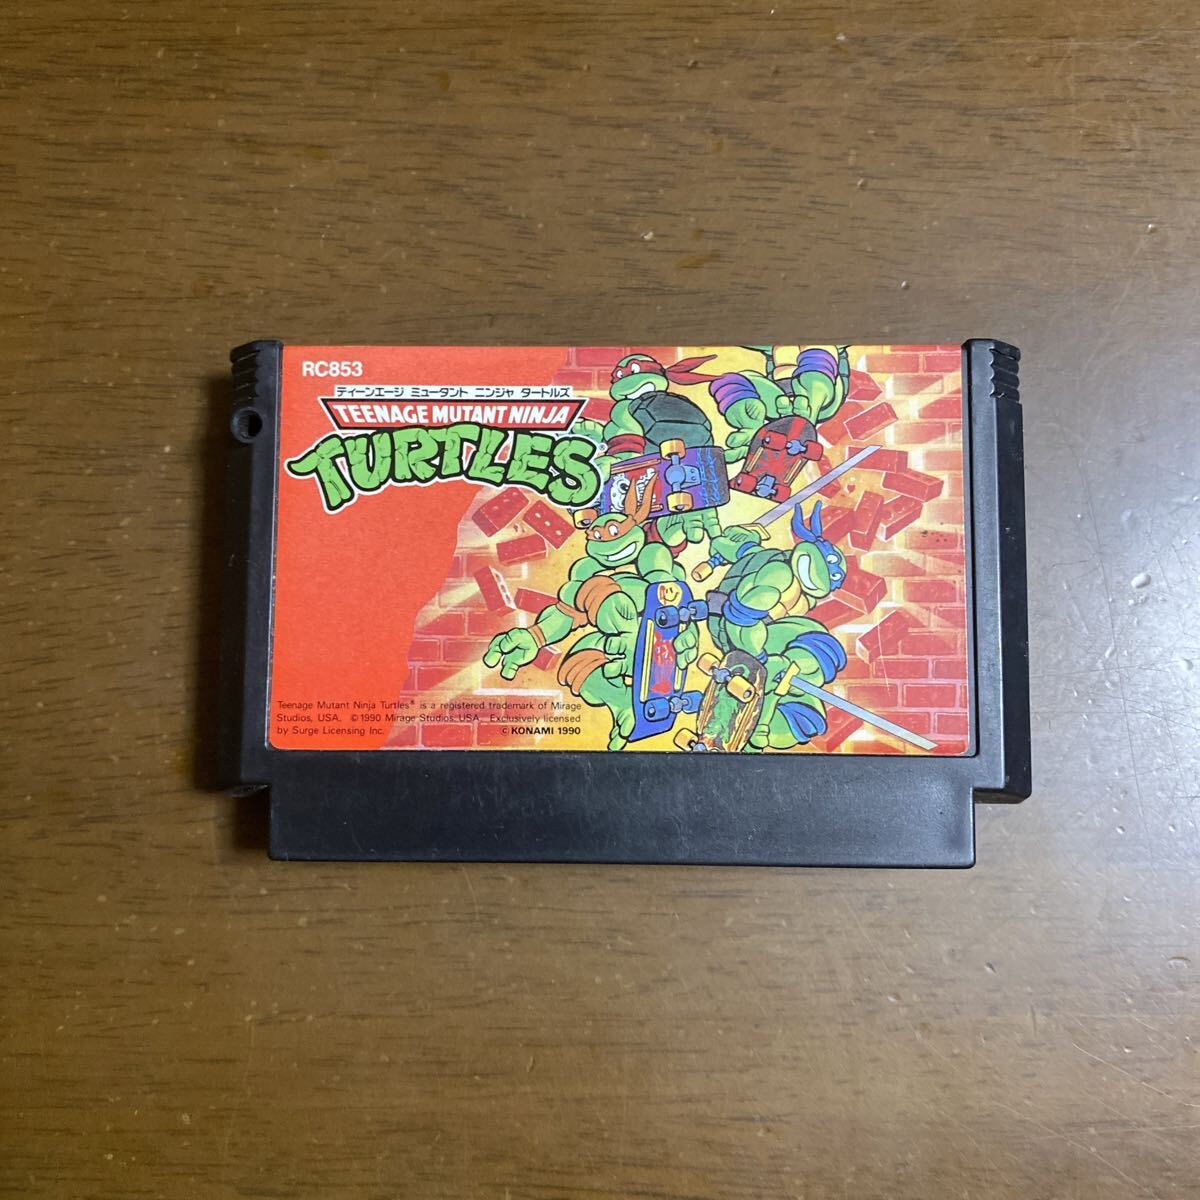 RC853
ティーンエージ ミュータント ニンジャ タートルズ
TEENAGE MUTANT NINJA
TURTLES®
Teenage Mutant Ninja Turtles® is a registered trademark of Mirage
Studios, USA. © 1990 Mirage Studios, USA. Exclusively licensed
by Surge Licensing Inc.
© KONAMI 1990